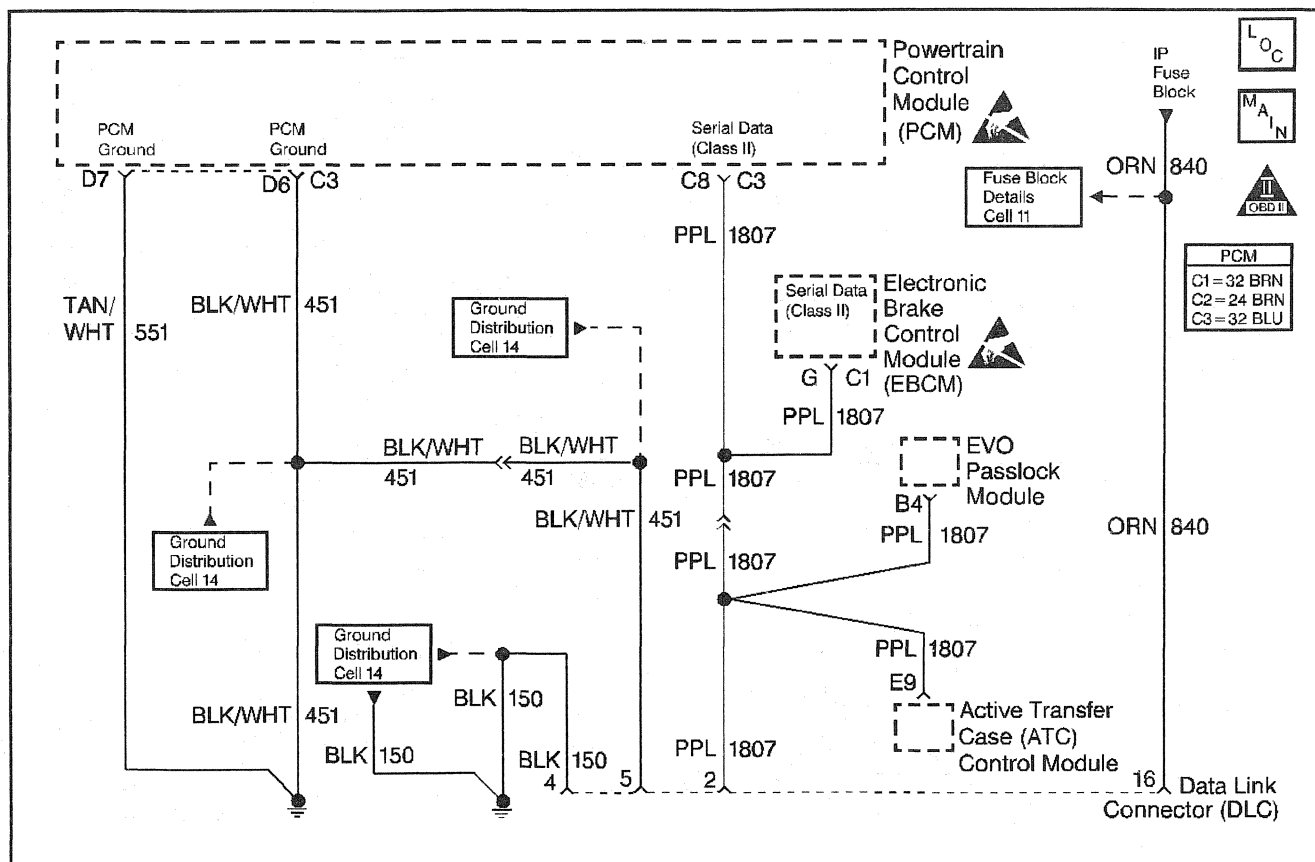 Powertrain
Control
Module
(PCM)
IP
Fuse
Block
LOC
MAIN
PCM
Ground
PCM
Ground
Serial Data
(Class II)
D7
D6 C3
C8 C3
ORN 840
Fuse Block
Details
Cell 11
II
OBD II
PCM
C1=32 BRN
C2=24 BRN
C3=32 BLU
PPL 1807
TAN/
WHT 551
BLK/WHT 451
Ground
Distribution
Cell 14
Serial Data
(Class II)
Electronic
Brake
Control
Module
(EBCM)
G C1
PPL 1807
BLK/WHT
451
BLK/WHT
451
PPL 1807
EVO
Passlock
Module
B4
PPL 1807
BLK/WHT 451
ORN 840
Ground
Distribution
Cell 14
PPL 1807
Ground
Distribution
Cell 14
PPL 1807
E9
BLK 150
BLK/WHT 451
BLK 150
BLK 150
PPL 1807
Active Transfer
Case (ATC)
Control Module
4
5
2
16
Data Link
Connector (DLC)